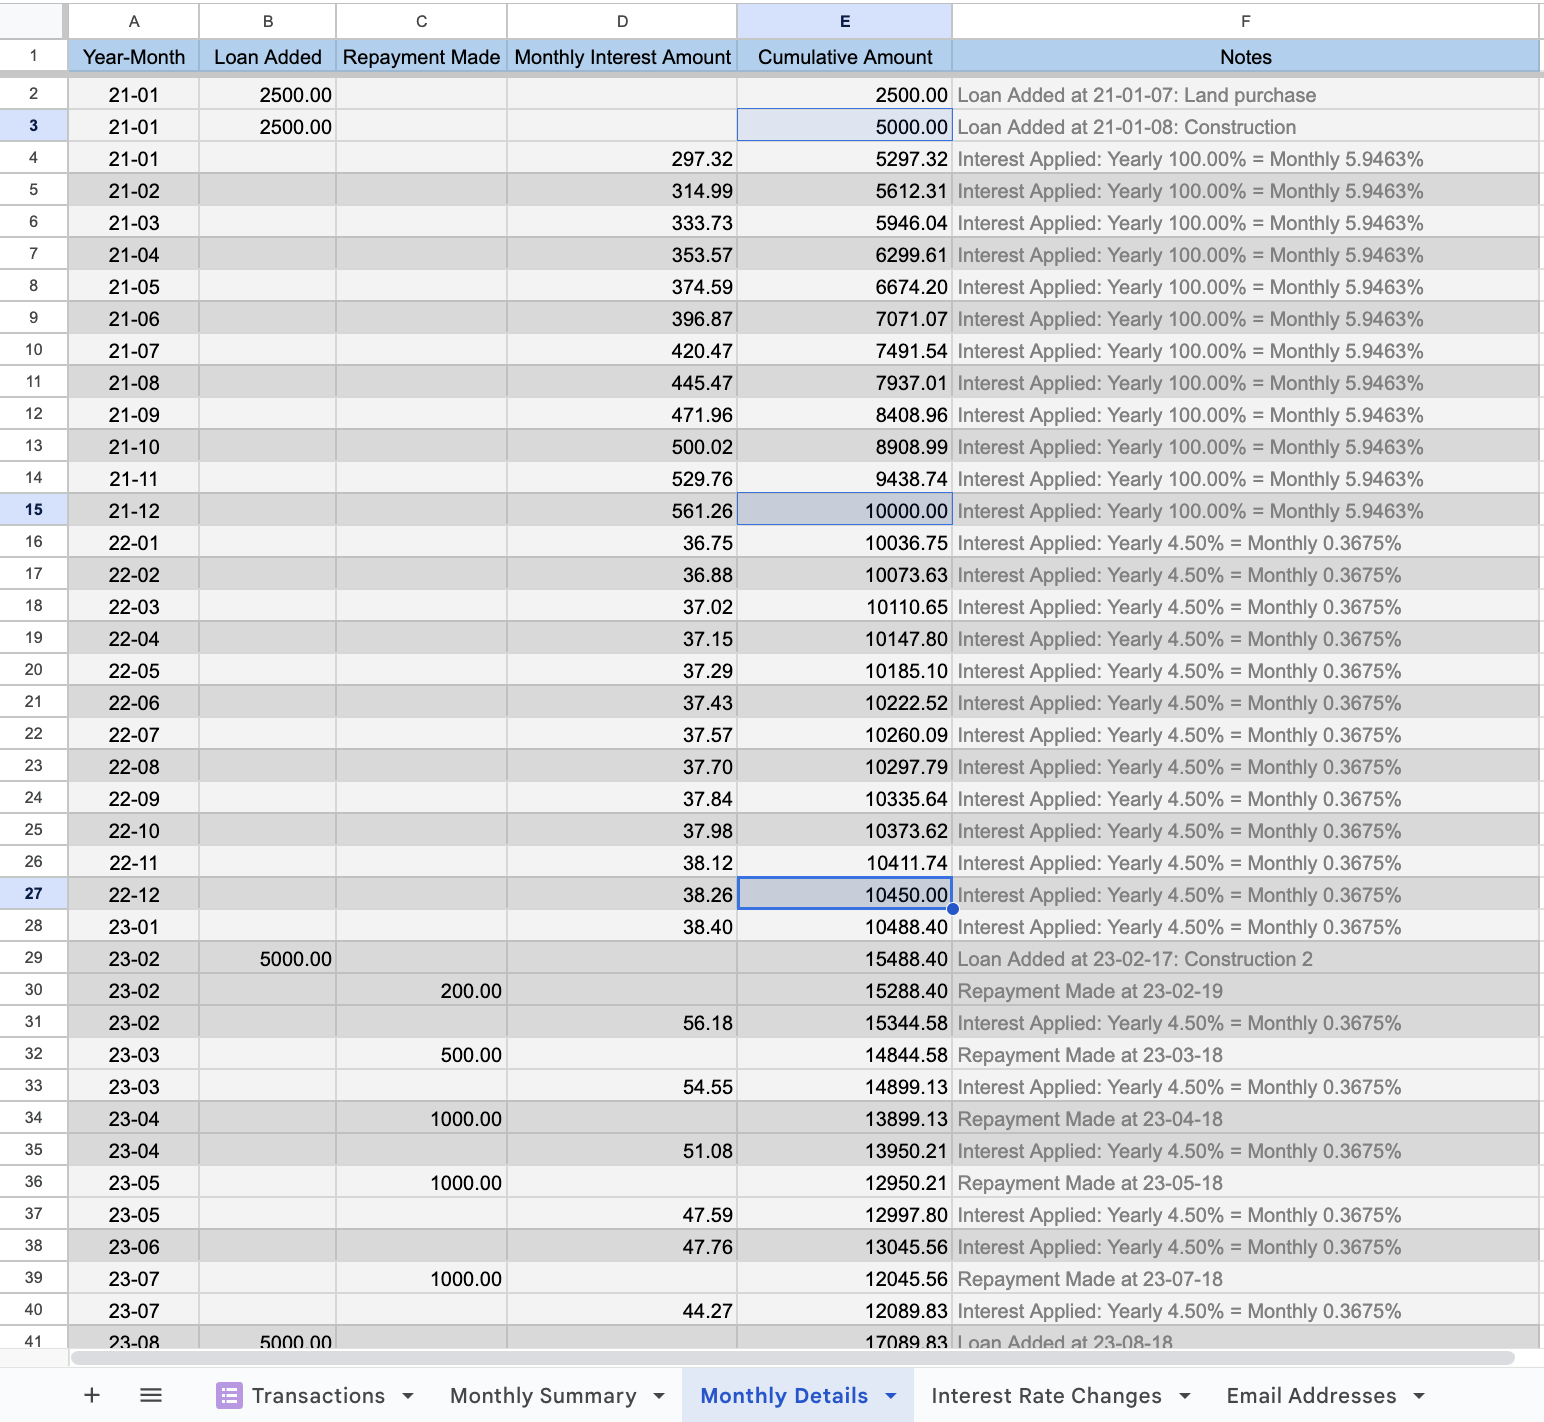 A B C D E F
1 Year-Month Loan Added Repayment Made Monthly Interest Amount Cumulative Amount Notes
2 21-01 2500.00 2500.00 Loan Added at 21-01-07: Land purchase
3 21-01 2500.00 5000.00 Loan Added at 21-01-08: Construction
4 21-01 297.32 5297.32 Interest Applied: Yearly 100.00% = Monthly 5.9463%
5 21-02 314.99 5612.31 Interest Applied: Yearly 100.00% = Monthly 5.9463%
6 21-03 333.73 5946.04 Interest Applied: Yearly 100.00% = Monthly 5.9463%
7 21-04 353.57 6299.61 Interest Applied: Yearly 100.00% = Monthly 5.9463%
8 21-05 374.59 6674.20 Interest Applied: Yearly 100.00% = Monthly 5.9463%
9 21-06 396.87 7071.07 Interest Applied: Yearly 100.00% = Monthly 5.9463%
10 21-07 420.47 7491.54 Interest Applied: Yearly 100.00% = Monthly 5.9463%
11 21-08 445.47 7937.01 Interest Applied: Yearly 100.00% = Monthly 5.9463%
12 21-09 471.96 8408.96 Interest Applied: Yearly 100.00% = Monthly 5.9463%
13 21-10 500.02 8908.99 Interest Applied: Yearly 100.00% = Monthly 5.9463%
14 21-11 529.76 9438.74 Interest Applied: Yearly 100.00% = Monthly 5.9463%
15 21-12 561.26 10000.00 Interest Applied: Yearly 100.00% = Monthly 5.9463%
16 22-01 36.75 10036.75 Interest Applied: Yearly 4.50% = Monthly 0.3675%
17 22-02 36.88 10073.63 Interest Applied: Yearly 4.50% = Monthly 0.3675%
18 22-03 37.02 10110.65 Interest Applied: Yearly 4.50% = Monthly 0.3675%
19 22-04 37.15 10147.80 Interest Applied: Yearly 4.50% = Monthly 0.3675%
20 22-05 37.29 10185.10 Interest Applied: Yearly 4.50% = Monthly 0.3675%
21 22-06 37.43 10222.52 Interest Applied: Yearly 4.50% = Monthly 0.3675%
22 22-07 37.57 10260.09 Interest Applied: Yearly 4.50% = Monthly 0.3675%
23 22-08 37.70 10297.79 Interest Applied: Yearly 4.50% = Monthly 0.3675%
24 22-09 37.84 10335.64 Interest Applied: Yearly 4.50% = Monthly 0.3675%
25 22-10 37.98 10373.62 Interest Applied: Yearly 4.50% = Monthly 0.3675%
26 22-11 38.12 10411.74 Interest Applied: Yearly 4.50% = Monthly 0.3675%
27 22-12 38.26 10450.00 Interest Applied: Yearly 4.50% = Monthly 0.3675%
28 23-01 38.40 10488.40 Interest Applied: Yearly 4.50% = Monthly 0.3675%
29 23-02 5000.00 15488.40 Loan Added at 23-02-17: Construction 2
30 23-02 200.00 15288.40 Repayment Made at 23-02-19
31 23-02 56.18 15344.58 Interest Applied: Yearly 4.50% = Monthly 0.3675%
32 23-03 500.00 14844.58 Repayment Made at 23-03-18
33 23-03 54.55 14899.13 Interest Applied: Yearly 4.50% = Monthly 0.3675%
34 23-04 1000.00 13899.13 Repayment Made at 23-04-18
35 23-04 51.08 13950.21 Interest Applied: Yearly 4.50% = Monthly 0.3675%
36 23-05 1000.00 12950.21 Repayment Made at 23-05-18
37 23-05 47.59 12997.80 Interest Applied: Yearly 4.50% = Monthly 0.3675%
38 23-06 47.76 13045.56 Interest Applied: Yearly 4.50% = Monthly 0.3675%
39 23-07 1000.00 12045.56 Repayment Made at 23-07-18
40 23-07 44.27 12089.83 Interest Applied: Yearly 4.50% = Monthly 0.3675%
41 23-08 5000.00 17089.83 Loan Added at 23-08-18
Transactions Monthly Summary Monthly Details Interest Rate Changes Email Addresses